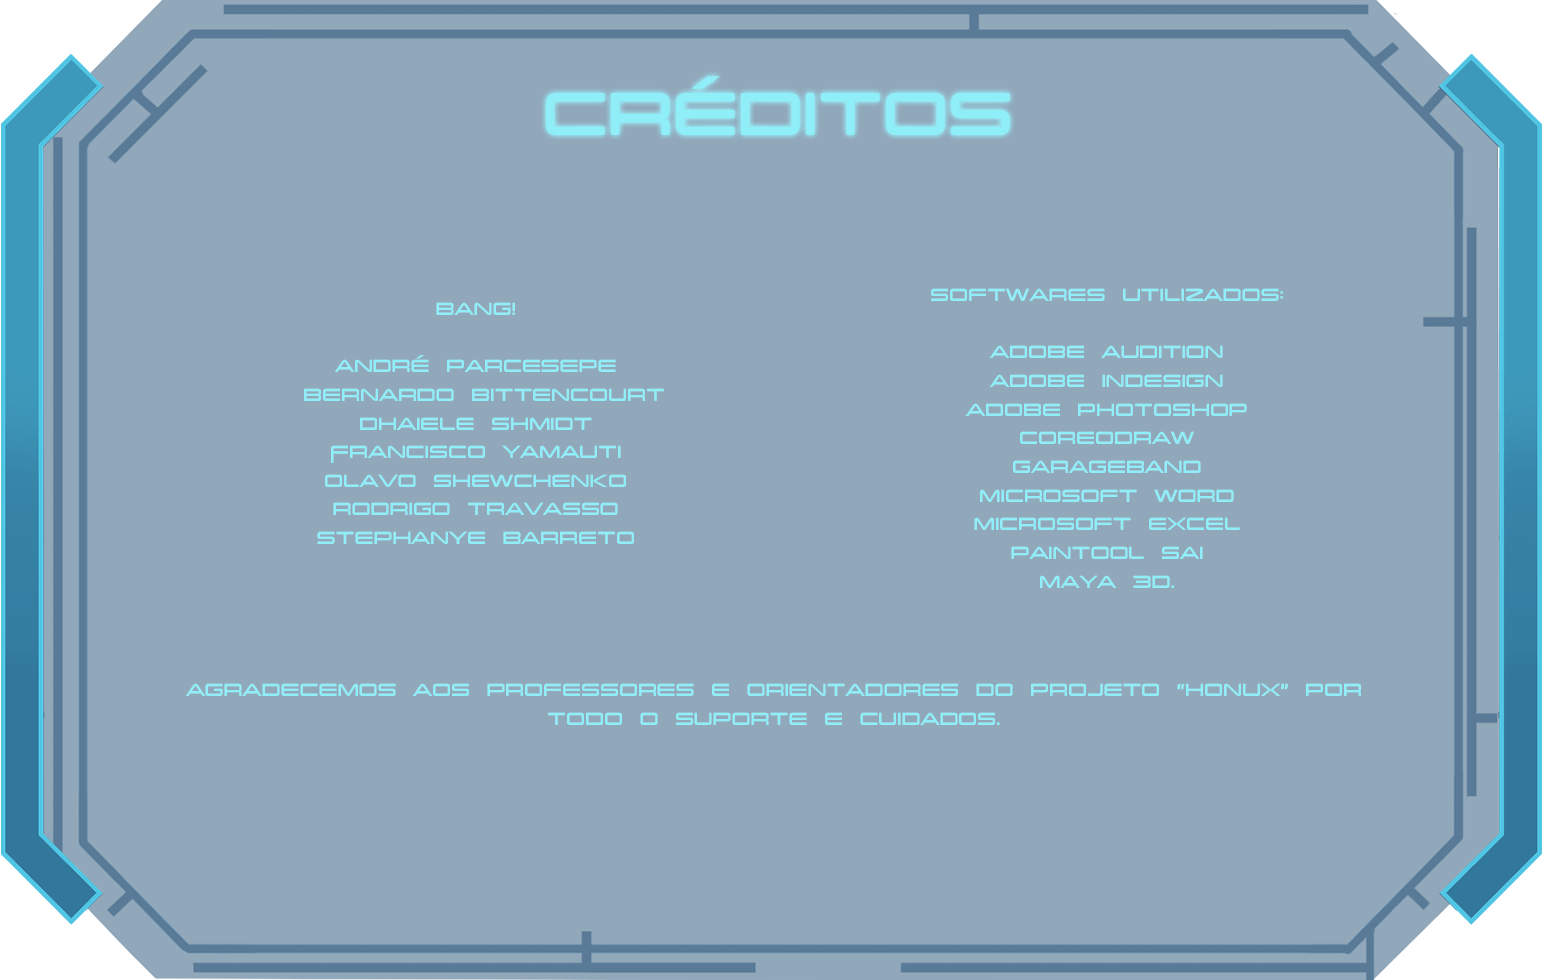 CRÉDITOS
BANG!
ANDRÉ PARCESEPE
BERNARDO BITTENCOURT
DHAIELE SHMIDT
FRANCISCO YAMAUTI
OLAVO SHEWCHENKO
RODRIGO TRAVASSO
STEPHANYE BARRETO
SOFTWARES UTILIZADOS:
ADOBE AUDITION
ADOBE INDESIGN
ADOBE PHOTOSHOP
COREODRAW
GARAGEBAND
MICROSOFT WORD
MICROSOFT EXCEL
PAINTOOL SAI
MAYA 3D.
AGRADECEMOS AOS PROFESSORES E ORIENTADORES DO PROJETO "HONUX" POR
TODO O SUPORTE E CUIDADOS.